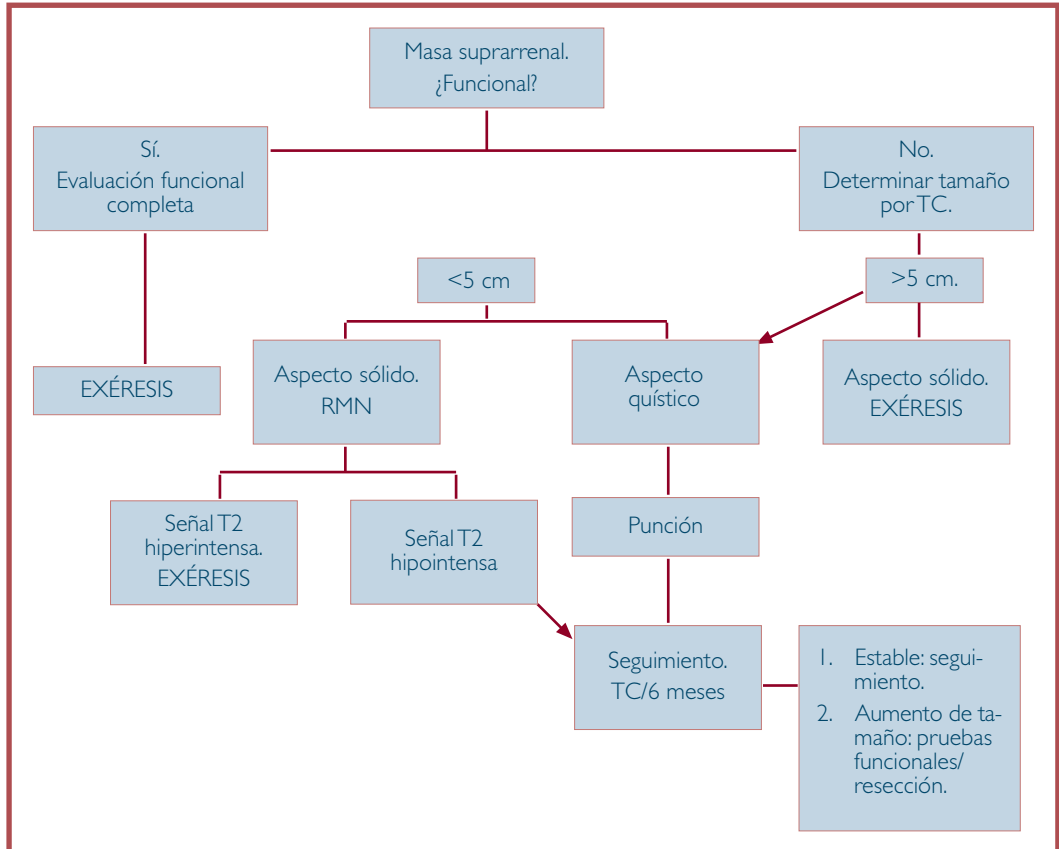 Masa suprarrenal.
¿Funcional?
Sí.
Evaluación funcional
completa
No.
Determinar tamaño
por TC.
<5 cm
>5 cm.
EXÉRESIS
Aspecto sólido.
RMN
Aspecto
quístico
Aspecto sólido.
EXÉRESIS
Señal T2
hiperintensa.
EXÉRESIS
Señal T2
hipointensa
Punción
Seguimiento.
TC/6 meses
1. Estable: segui-
miento.
2. Aumento de ta-
maño: pruebas
funcionales/
resección.